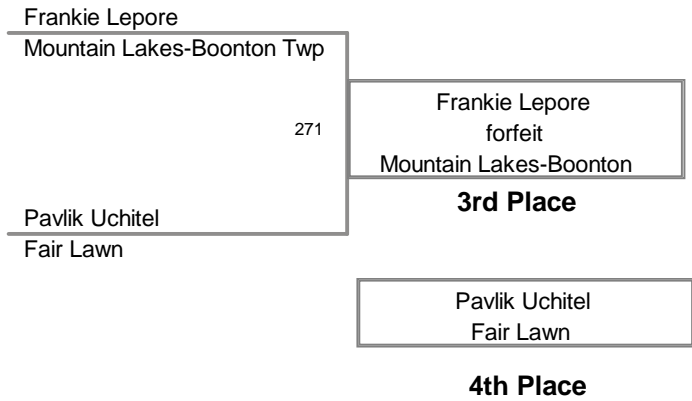 Frankie Lepore
Mountain Lakes-Boonton Twp
271
Frankie Lepore
forfeit
Mountain Lakes-Boonton
3rd Place
Pavlik Uchitel
Fair Lawn
Pavlik Uchitel
Fair Lawn
4th Place